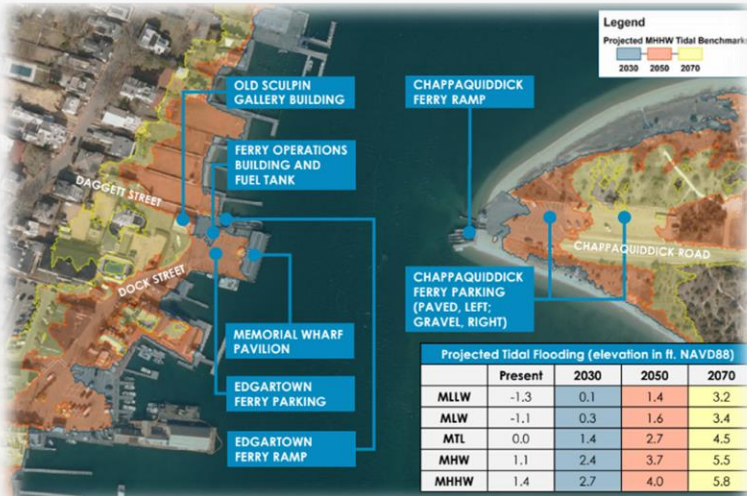 Legend
Projected MHHW Tidal Benchmarks
2030 2050 2070
OLD SCULPIN
GALLERY BUILDING
FERRY OPERATIONS
BUILDING AND
FUEL TANK
DAGGETT STREET
DOCK STREET
MEMORIAL WHARF
PAVILION
EDGARTOWN
FERRY PARKING
EDGARTOWN
FERRY RAMP
CHAPPAQUIDDICK
FERRY RAMP
CHAPPAQUIDDICK ROAD
CHAPPAQUIDDICK
FERRY PARKING
(PAVED, LEFT;
GRAVEL, RIGHT)
Projected Tidal Flooding (elevation in ft. NAVD88)
Present 2030 2050 2070
MLLW -1.3 0.1 1.4 3.2
MLW -1.1 0.3 1.6 3.4
MTL 0.0 1.4 2.7 4.5
MHW 1.1 2.4 3.7 5.5
MHHW 1.4 2.7 4.0 5.8